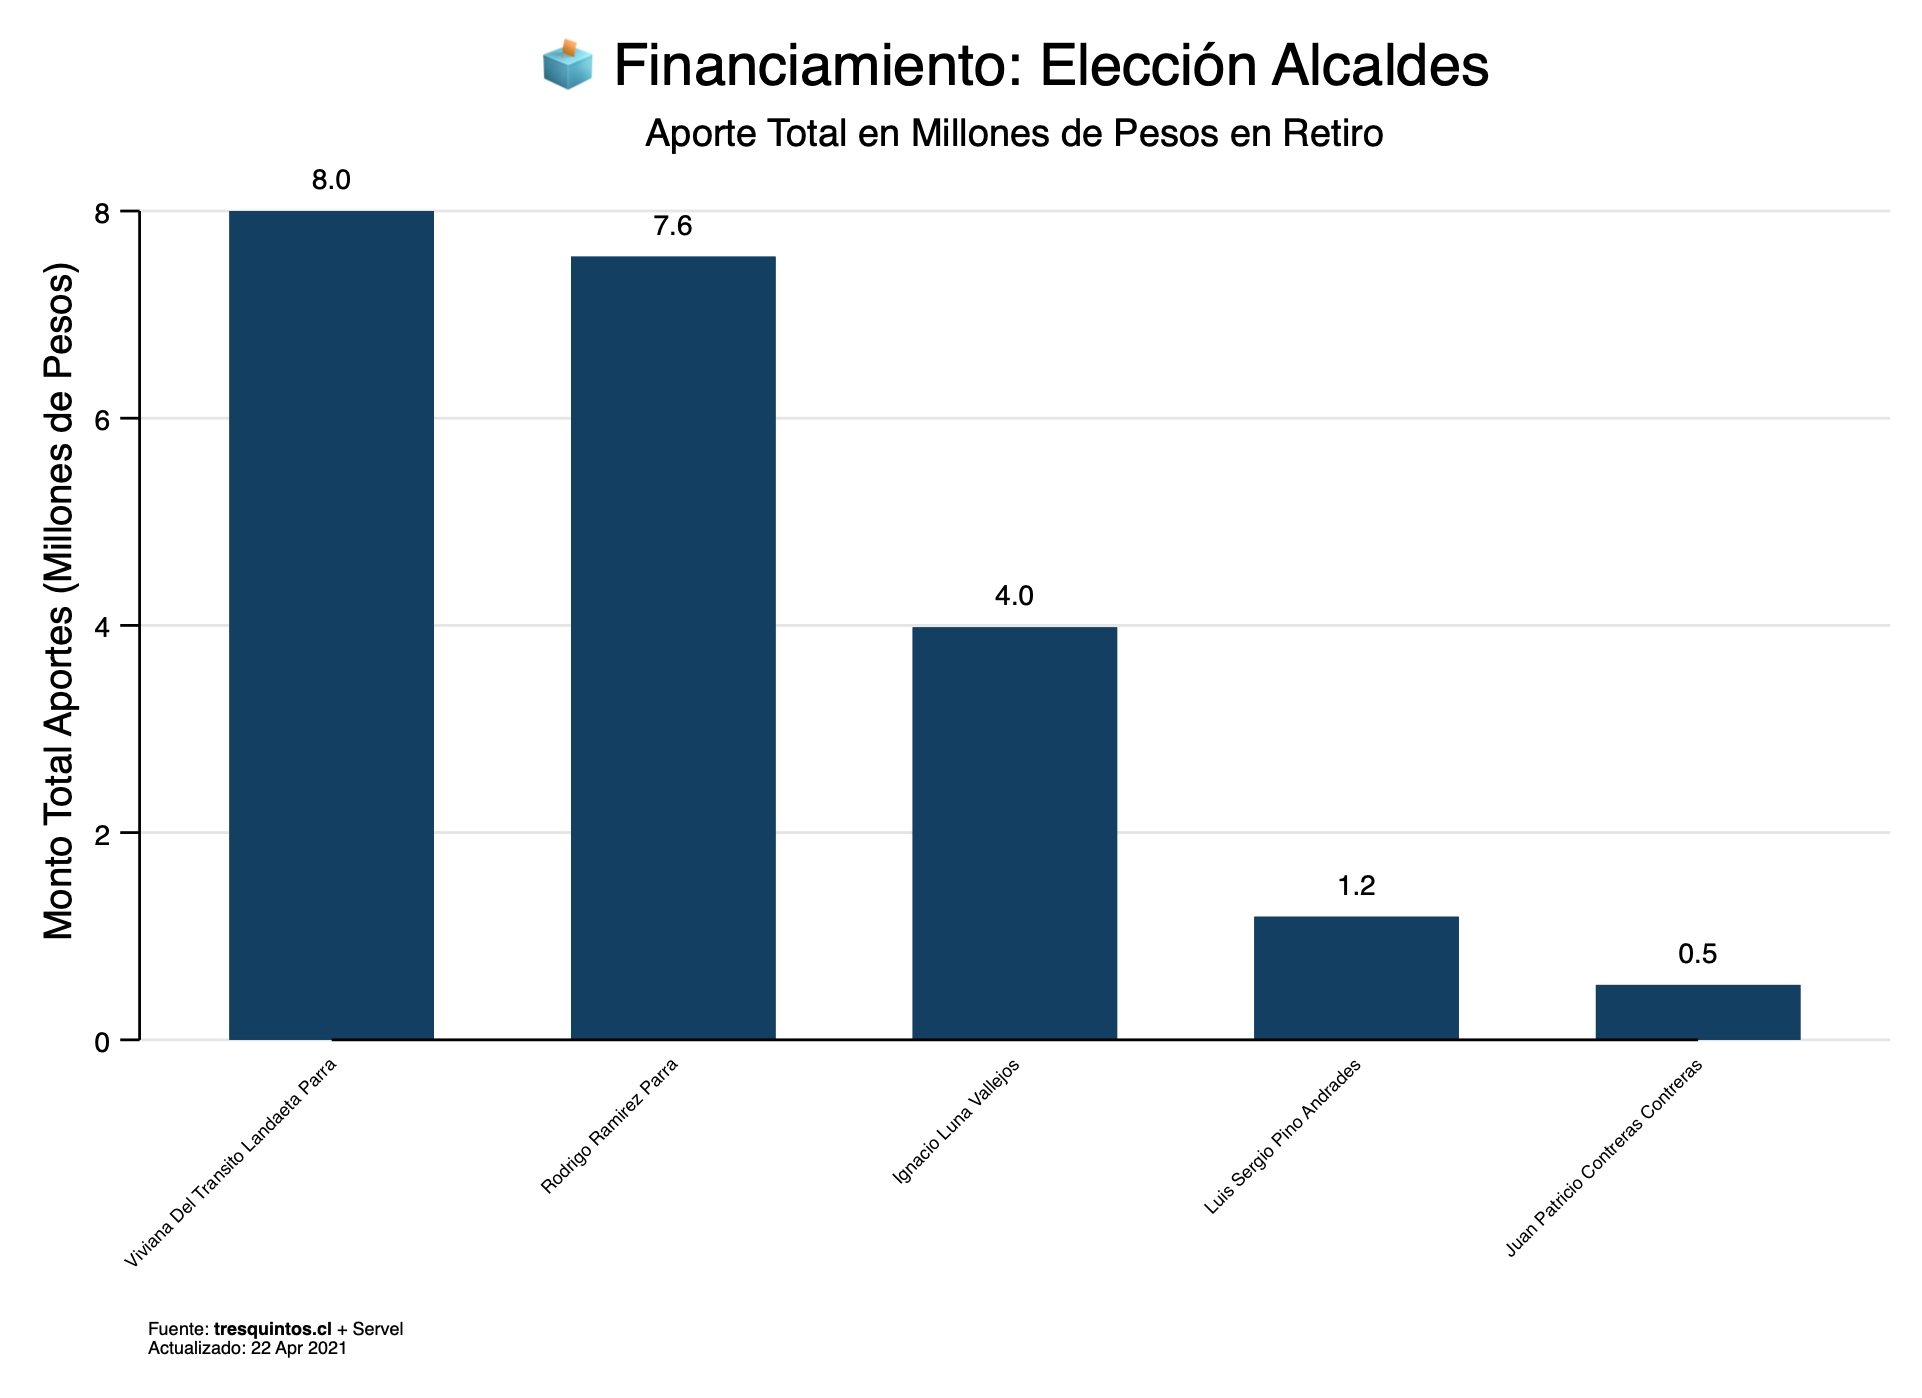 Financiamiento: Elección Alcaldes
Aporte Total en Millones de Pesos en Retiro
Monto Total Aportes (Millones de Pesos)
8
6
4
2
0
8.0
7.6
4.0
1.2
0.5
Viviana Del Transito Landaeta Parra
Rodrigo Ramirez Parra
Ignacio Luna Vallejos
Luis Sergio Pino Andrades
Juan Patricio Contreras Contreras
Fuente: tresquintos.cl + Servel
Actualizado: 22 Apr 2021